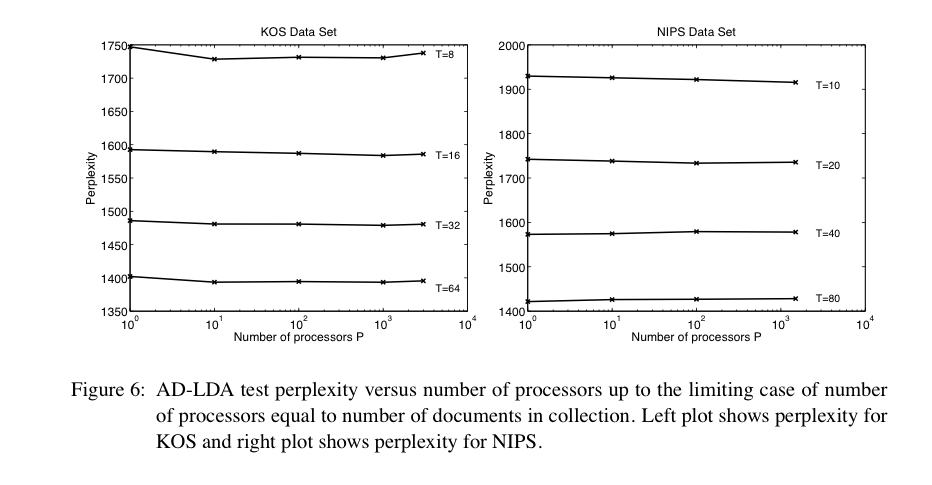 KOS Data Set
1750
1700
1650
1600
1550
1500
1450
1400
1350
Perplexity
T=8
T=16
T=32
T=64
10^0 10^1 10^2 10^3 10^4
Number of processors P
NIPS Data Set
2000
1900
1800
1700
1600
1500
1400
Perplexity
T=10
T=20
T=40
T=80
10^0 10^1 10^2 10^3 10^4
Number of processors P
Figure 6: AD-LDA test perplexity versus number of processors up to the limiting case of number
of processors equal to number of documents in collection. Left plot shows perplexity for
KOS and right plot shows perplexity for NIPS.